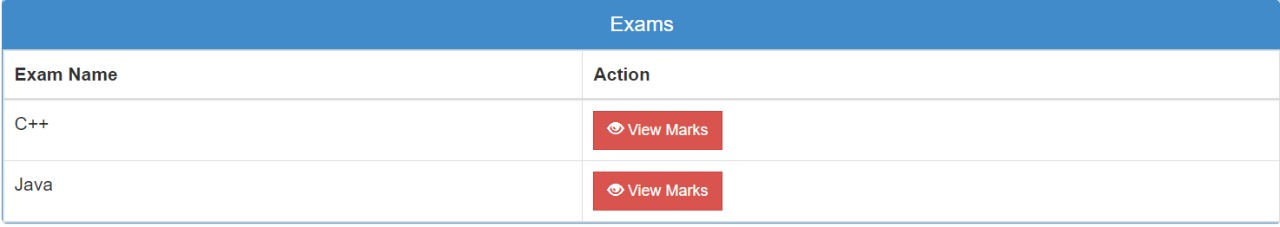 Exams
Exam Name Action
C++ View Marks
Java View Marks